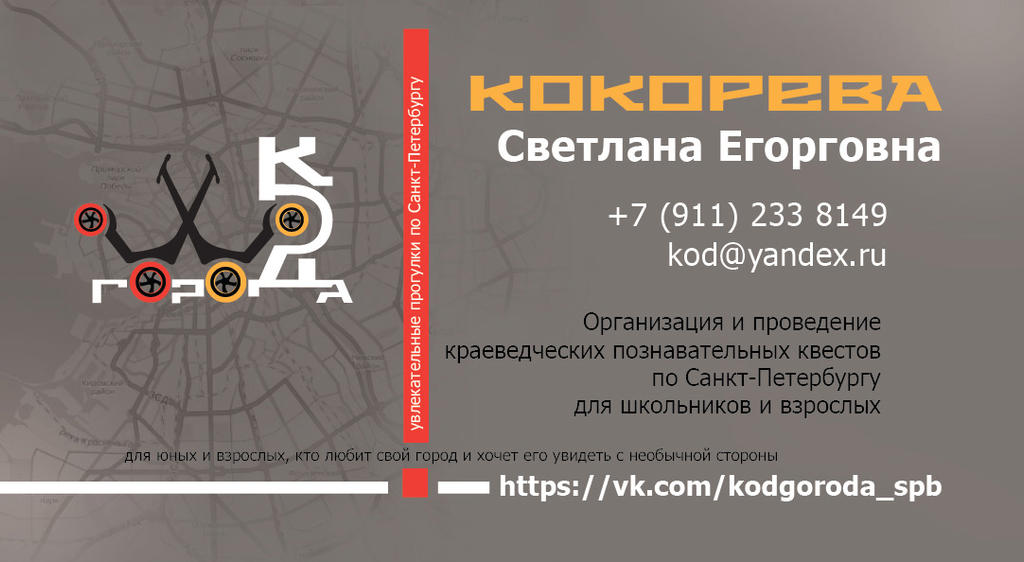 КОД
ГОРОДА
увлекательные прогулки по Санкт-Петербургу
КОКОРЕВА
Светлана Егорговна
+7 (911) 233 8149
kod@yandex.ru
Организация и проведение
краеведческих познавательных квестов
по Санкт-Петербургу
для школьников и взрослых
для юных и взрослых, кто любит свой город и хочет его увидеть с необычной стороны
https://vk.com/kodgoroda_spb